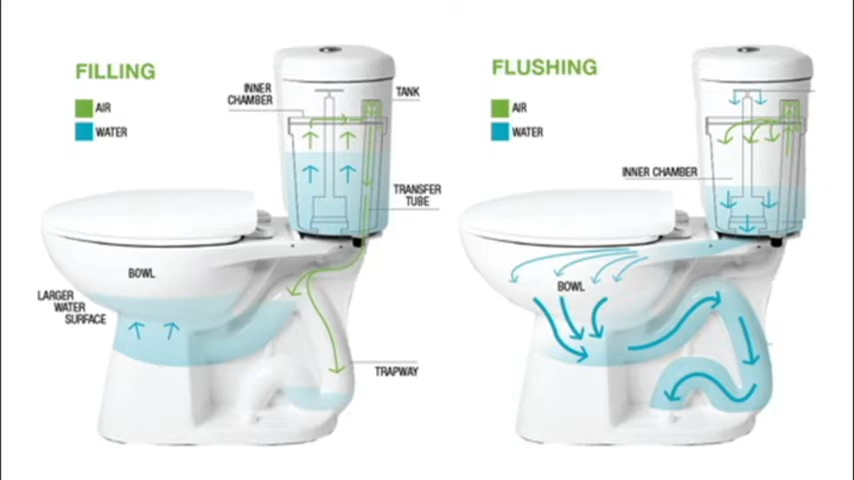 FILLING
AIR
WATER
INNER
CHAMBER
TANK
TRANSFER
TUBE
BOWL
LARGER
WATER
SURFACE
TRAPWAY
FLUSHING
AIR
WATER
INNER CHAMBER
BOWL